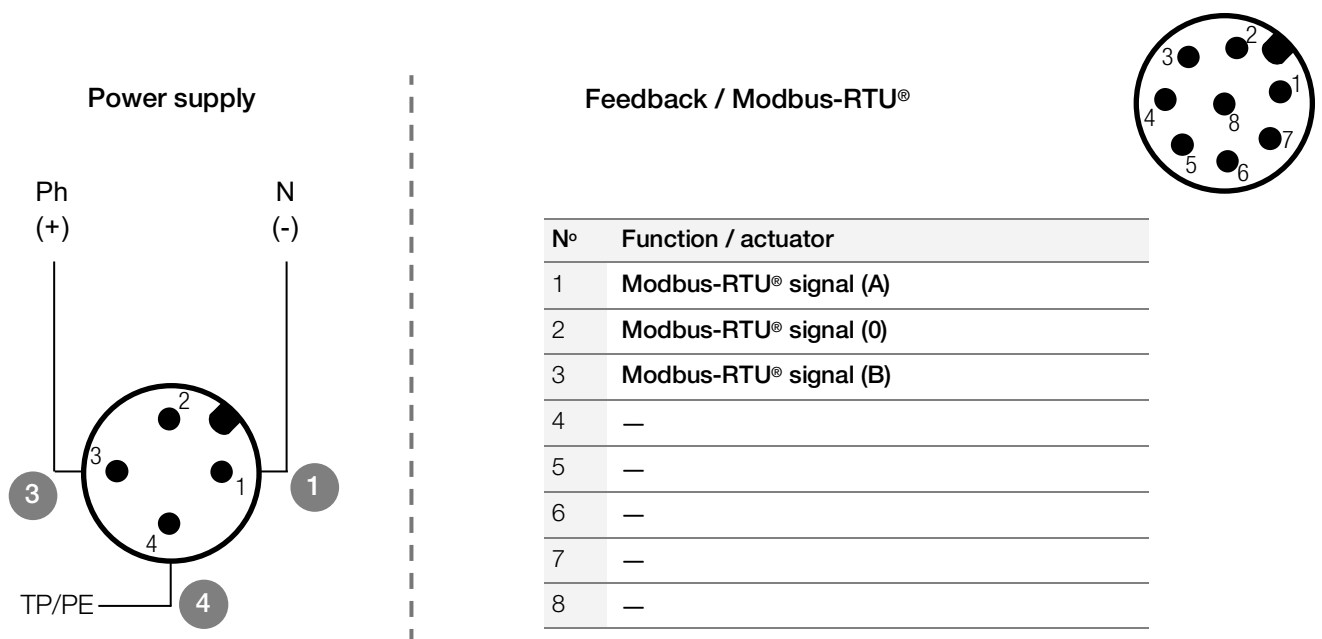 Power supply
Ph
(+)
N
(-)
2
3
1
4
3
1
TP/PE
4
Feedback / Modbus-RTU®
2
3
1
4
8
7
5
6
Nº Function / actuator
1 Modbus-RTU® signal (A)
2 Modbus-RTU® signal (0)
3 Modbus-RTU® signal (B)
4 —
5 —
6 —
7 —
8 —